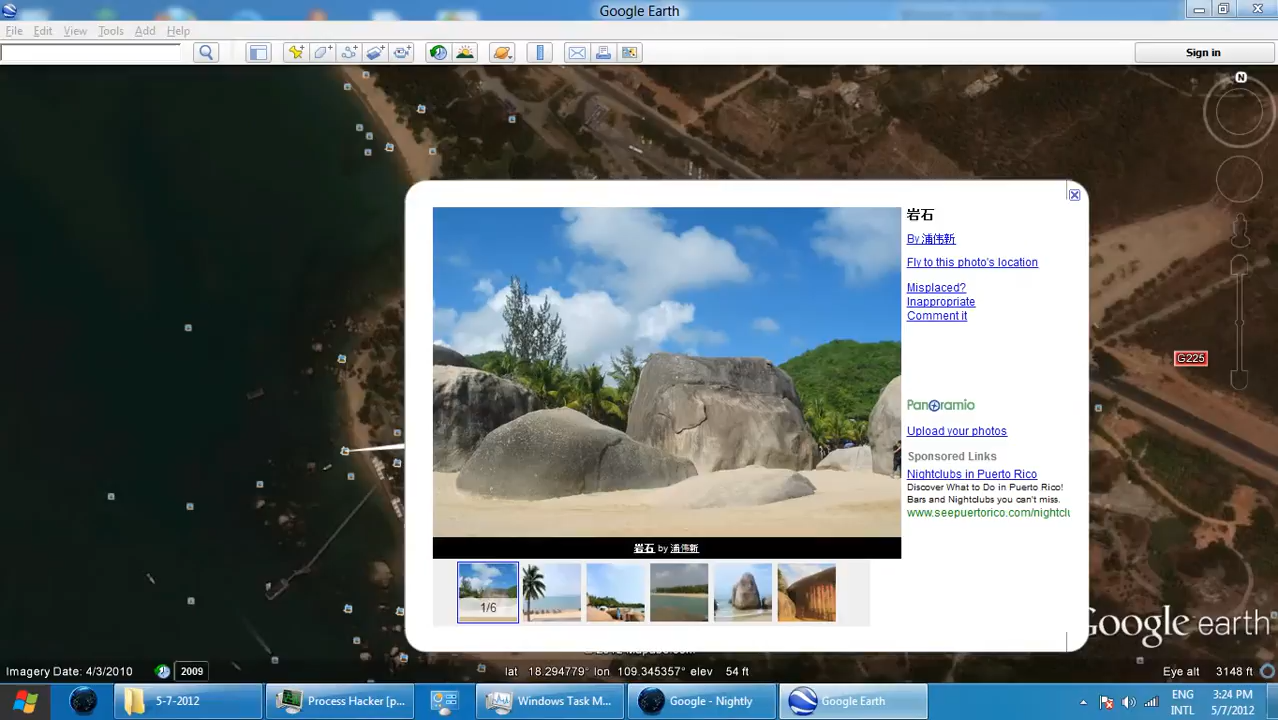 Google Earth
File Edit View Tools Add Help
Sign in
N
岩石
By 浦伟新
Fly to this photo's location
Misplaced?
Inappropriate
Comment it
G225
Panoramio
Upload your photos
Sponsored Links
Nightclubs in Puerto Rico
Discover What to Do in Puerto Rico!
Bars and Nightclubs you can't miss.
www.seepuertorico.com/nightclu
岩石 by 浦伟新
1/6
Google earth
Imagery Date: 4/3/2010 2009 lat 18.294779° lon 109.345357° elev 54 ft Eye alt 3148 ft
5-7-2012 Process Hacker [p... Windows Task M... Google - Nightly Google Earth
ENG
INTL
3:24 PM
5/7/2012